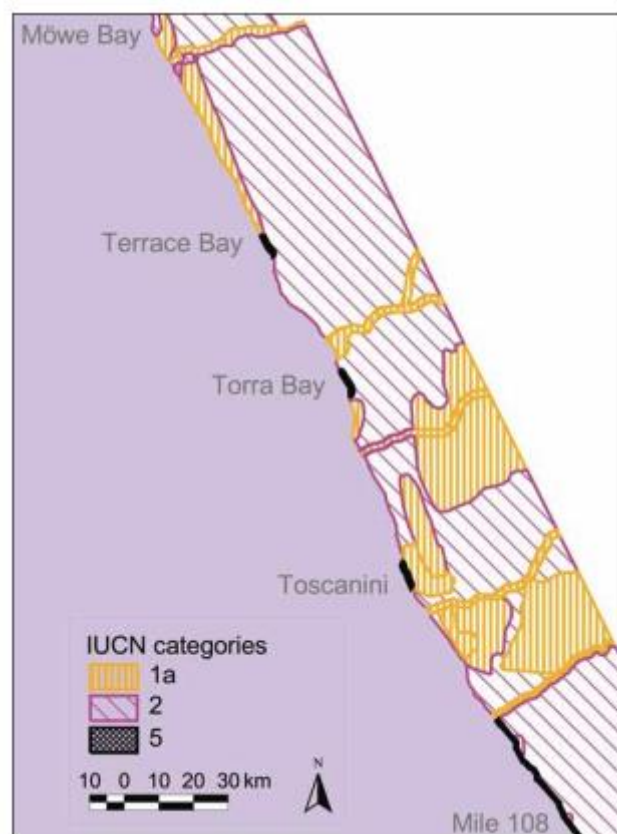 Möwe Bay
Terrace Bay
Torra Bay
Toscanini
IUCN categories
1a
2
5
10 0 10 20 30 km
N
Mile 108